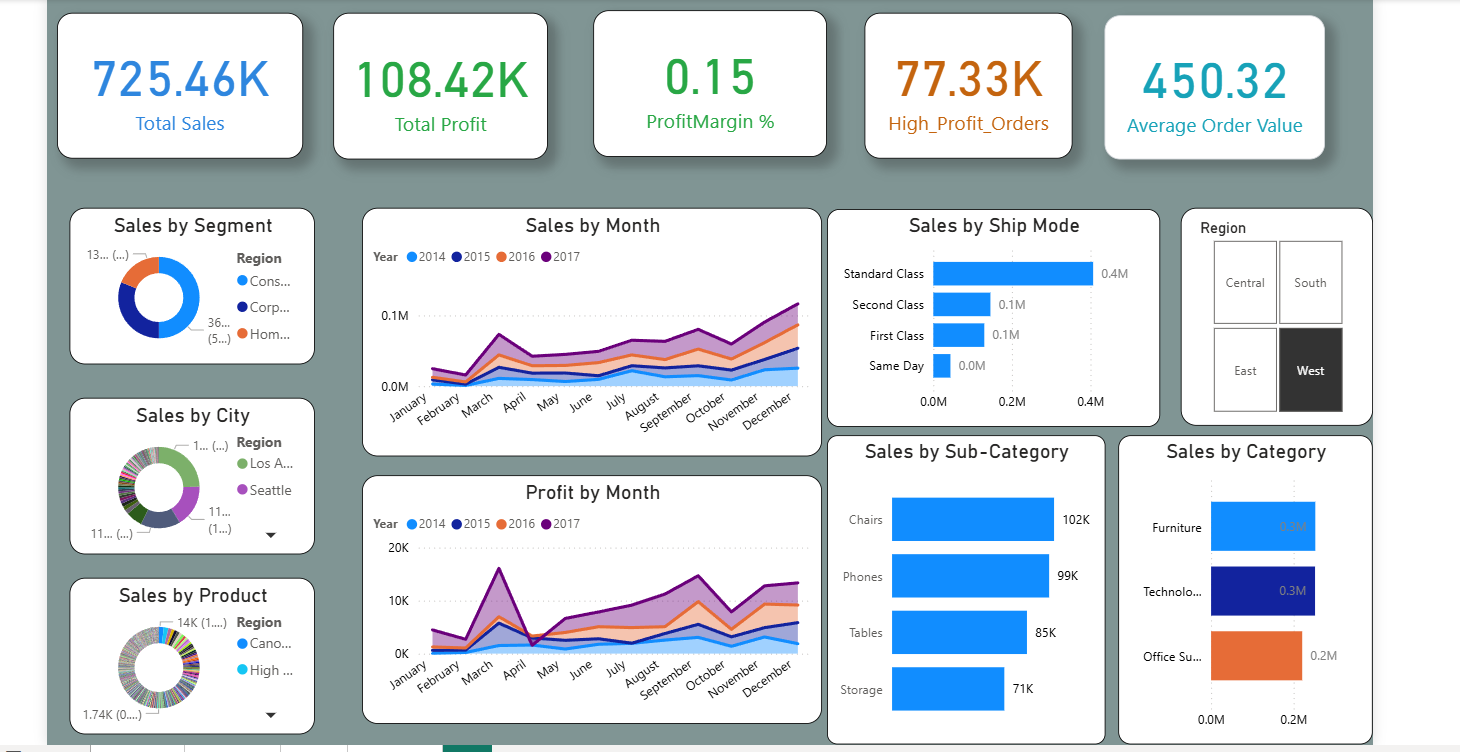 725.46K
Total Sales
108.42K
Total Profit
0.15
ProfitMargin %
77.33K
High_Profit_Orders
450.32
Average Order Value
Sales by Segment
13... (...)
36...
(5...)
Region
Cons...
Corp...
Hom...
Sales by City
1... (...)
11...
(1...)
11... (...)
Region
Los A...
Seattle
Sales by Product
14K (1....)
1.74K (0....)
Region
Cano...
High ...
Sales by Month
Year 2014 2015 2016 2017
0.1M
0.0M
January February March April May June July August September October November December
Profit by Month
Year 2014 2015 2016 2017
20K
10K
0K
January February March April May June July August September October November December
Sales by Ship Mode
Standard Class 0.4M
Second Class 0.1M
First Class 0.1M
Same Day 0.0M
0.0M 0.2M 0.4M
Region
Central South
East West
Sales by Sub-Category
Chairs 102K
Phones 99K
Tables 85K
Storage 71K
Sales by Category
Furniture 0.3M
Technolo... 0.3M
Office Su... 0.2M
0.0M 0.2M